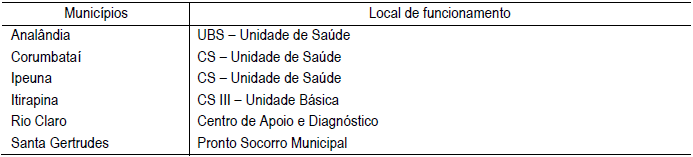 Municípios Local de funcionamento
Analândia UBS – Unidade de Saúde
Corumbataí CS – Unidade de Saúde
Ipeuna CS – Unidade de Saúde
Itirapina CS III – Unidade Básica
Rio Claro Centro de Apoio e Diagnóstico
Santa Gertrudes Pronto Socorro Municipal